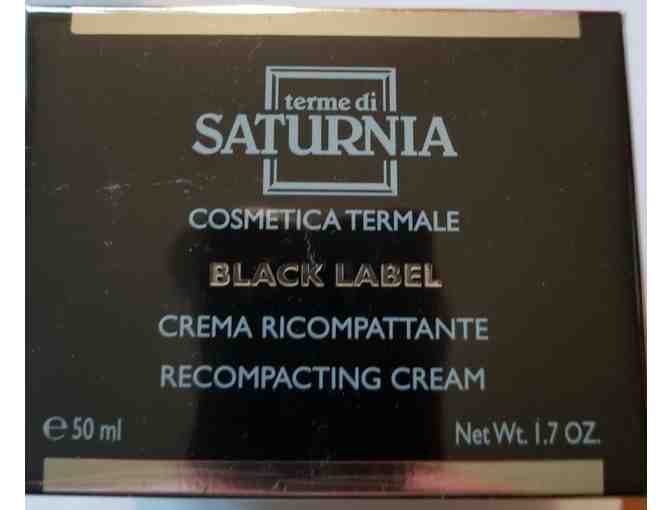 terme di
SATURNIA
COSMETICA TERMALE
BLACK LABEL
CREMA RICOMPATTANTE
RECOMPACTING CREAM
℮ 50 ml
Net Wt. 1.7 OZ.